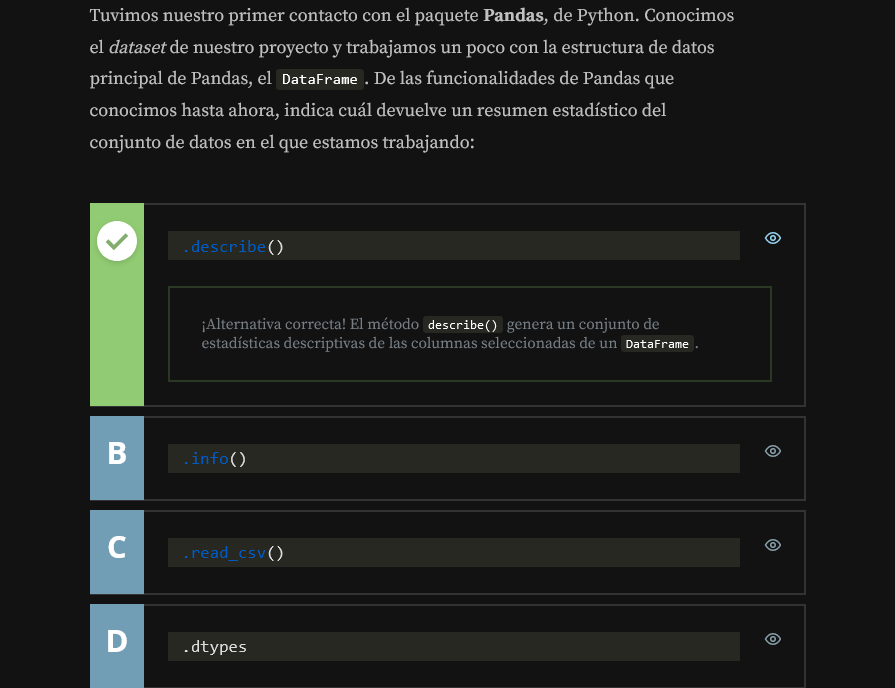 Tuvimos nuestro primer contacto con el paquete Pandas, de Python. Conocimos
el dataset de nuestro proyecto y trabajamos un poco con la estructura de datos
principal de Pandas, el DataFrame. De las funcionalidades de Pandas que
conocimos hasta ahora, indica cuál devuelve un resumen estadístico del
conjunto de datos en el que estamos trabajando:
.describe()
¡Alternativa correcta! El método describe() genera un conjunto de
estadísticas descriptivas de las columnas seleccionadas de un DataFrame.
B
.info()
C
.read_csv()
D
.dtypes